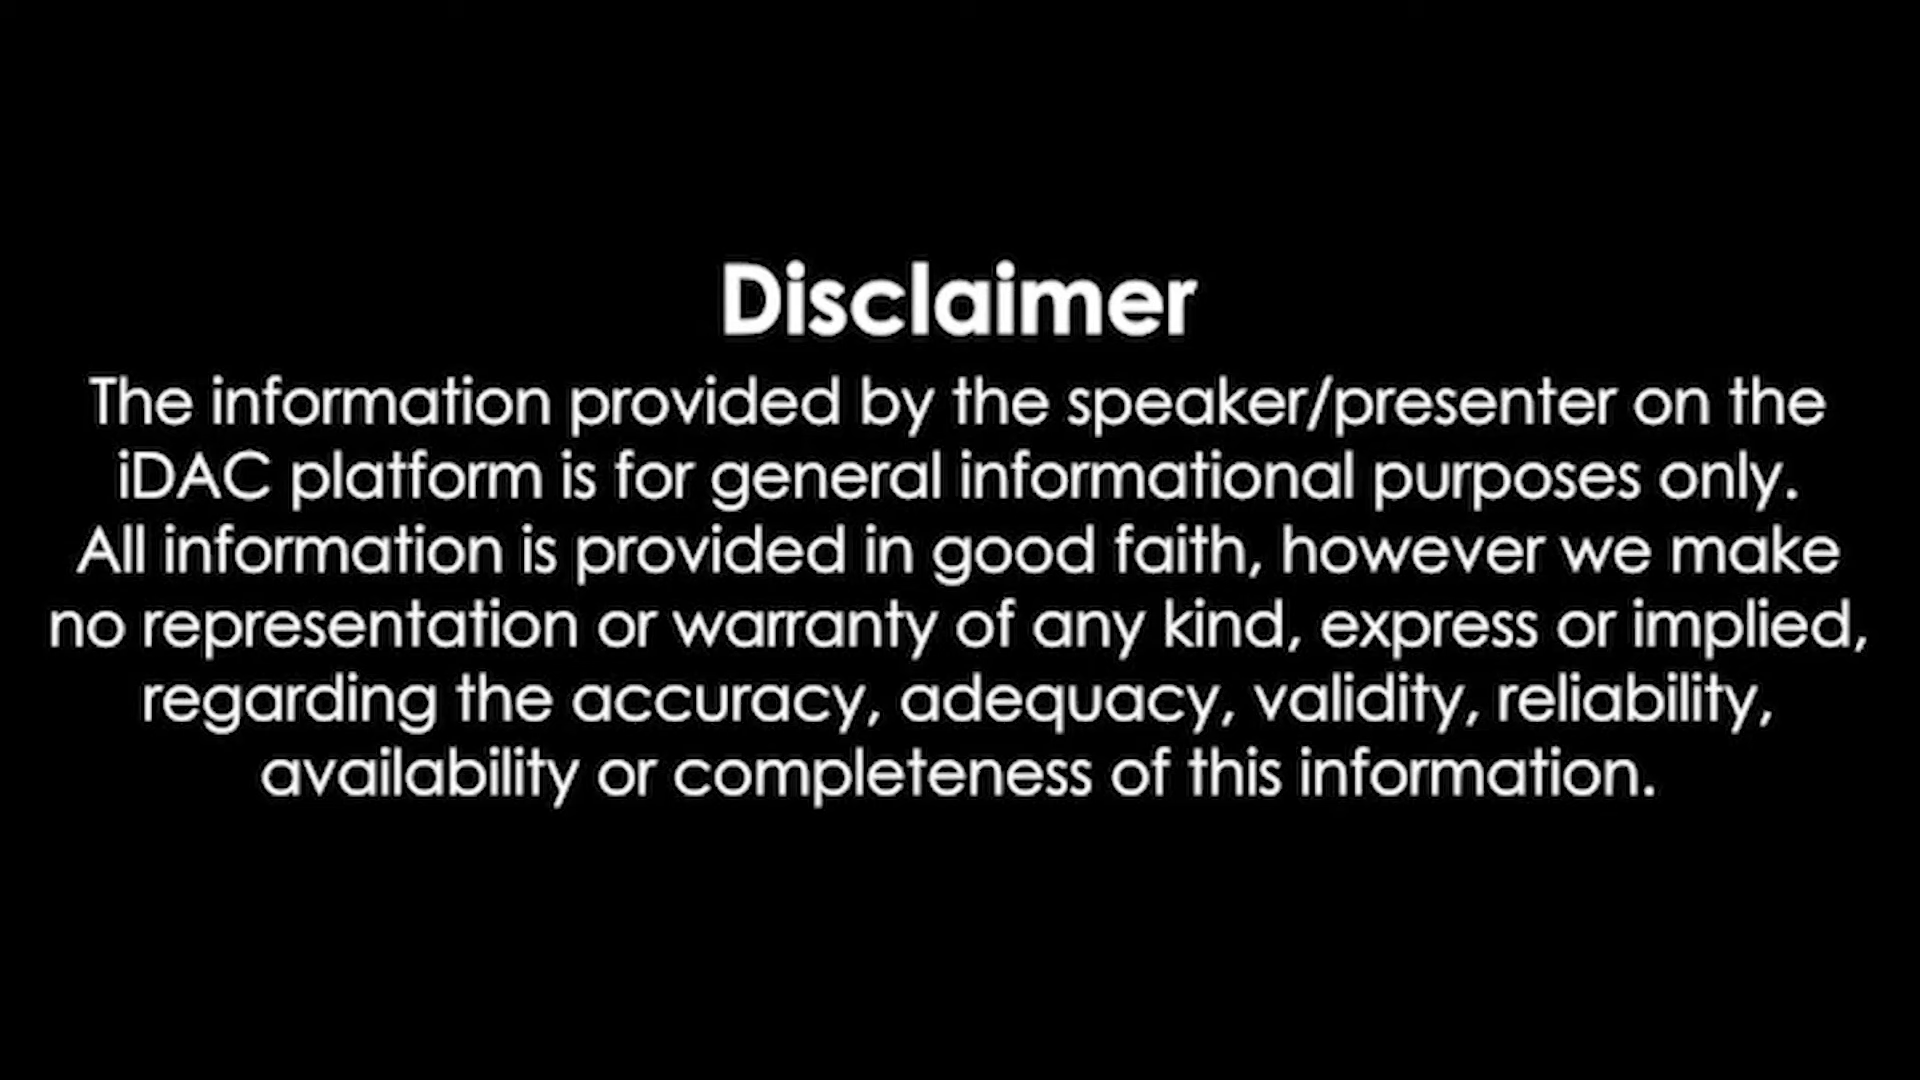 Disclaimer
The information provided by the speaker/presenter on the
iDAC platform is for general informational purposes only.
All information is provided in good faith, however we make
no representation or warranty of any kind, express or implied,
regarding the accuracy, adequacy, validity, reliability,
availability or completeness of this information.